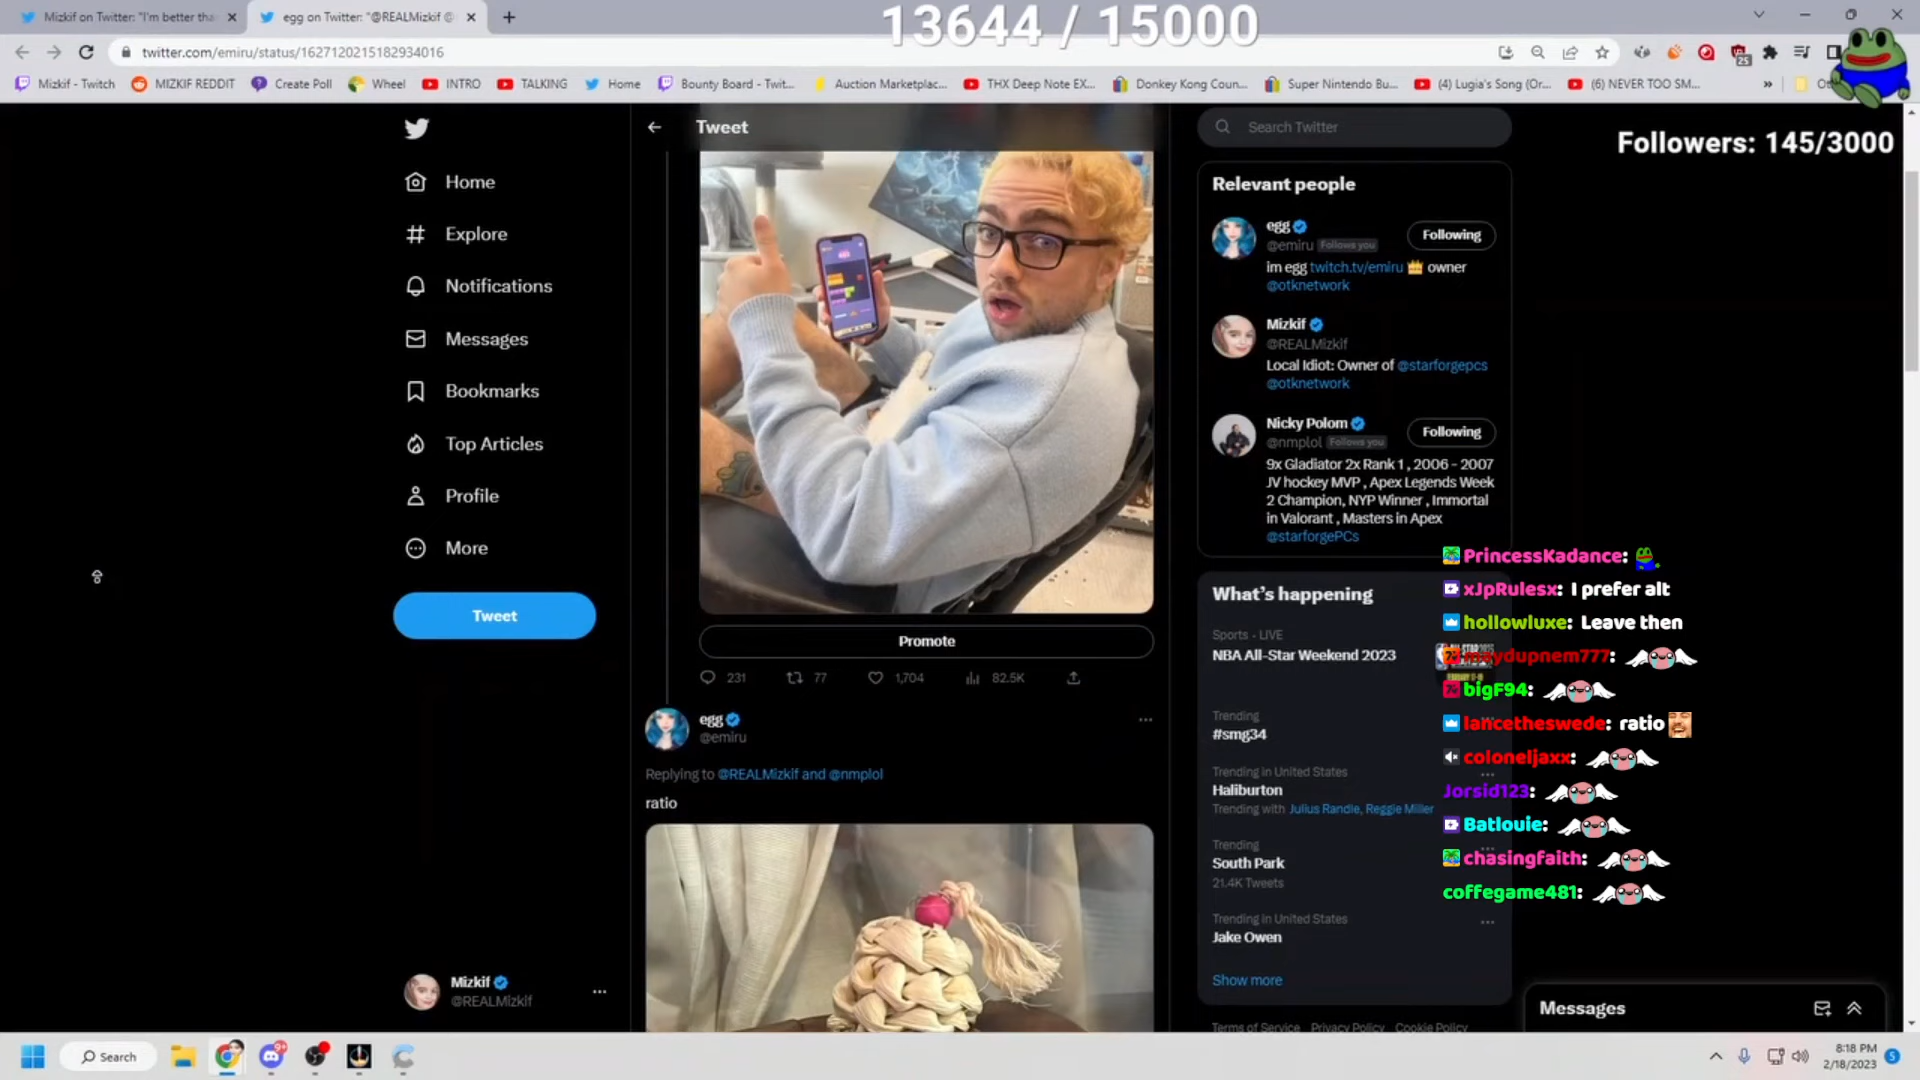 Mizkif on Twitter: "I'm better tha
egg on Twitter: "@REALMizkif @
13644 / 15000
twitter.com/emiru/status/1627120215182934016
25
Mizkif - Twitch
MIZKIF REDDIT
Create Poll
Wheel
INTRO
TALKING
Home
Bounty Board - Twit...
Auction Marketplac...
THX Deep Note EX...
Donkey Kong Coun...
Super Nintendo Bu...
(4) Lugia's Song (Or...
(6) NEVER TOO SM...
»
Followers: 145/3000
Home
Explore
Notifications
Messages
Bookmarks
Top Articles
Profile
More
Tweet
Mizkif
@REALMizkif
Tweet
Promote
231
77
1,704
82.5K
egg
@emiru
Replying to @REALMizkif and @nmplol
ratio
Search Twitter
Relevant people
egg
@emiru Follows you
Following
im egg twitch.tv/emiru 👑 owner
@otknetwork
Mizkif
@REALMizkif
Local Idiot: Owner of @starforgepcs
@otknetwork
Nicky Polom
@nmplol Follows you
Following
9x Gladiator 2x Rank 1 , 2006 - 2007
JV hockey MVP , Apex Legends Week
2 Champion, NYP Winner , Immortal
in Valorant , Masters in Apex
@starforgePCs
What's happening
Sports · LIVE
NBA All-Star Weekend 2023
Trending
#smg34
Trending in United States
Haliburton
Trending with Julius Randle, Reggie Miller
Trending
South Park
21.4K Tweets
Trending in United States
Jake Owen
Show more
Terms of Service Privacy Policy Cookie Policy
PrincessKadance:
xJpRulesx: I prefer alt
hollowluxe: Leave then
maydupnem777:
bigF94:
lancetheswede: ratio
coloneljaxx:
Jorsid123:
Batlouie:
chasingfaith:
coffegame481:
Messages
Search
8:18 PM
2/18/2023
5